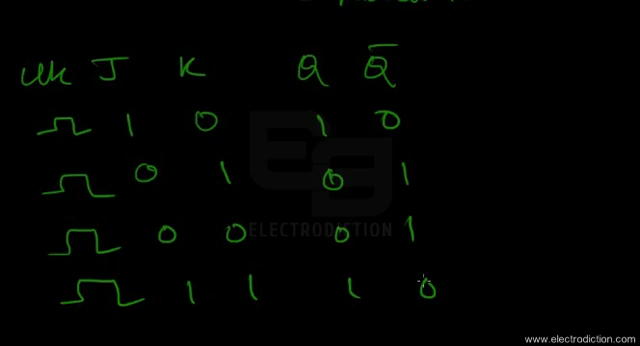 clk J K Q Q̅
1 0 1 0
0 1 0 1
0 0 0 1
1 1 1 0
ELECTRODICTION
www.electrodiction.com